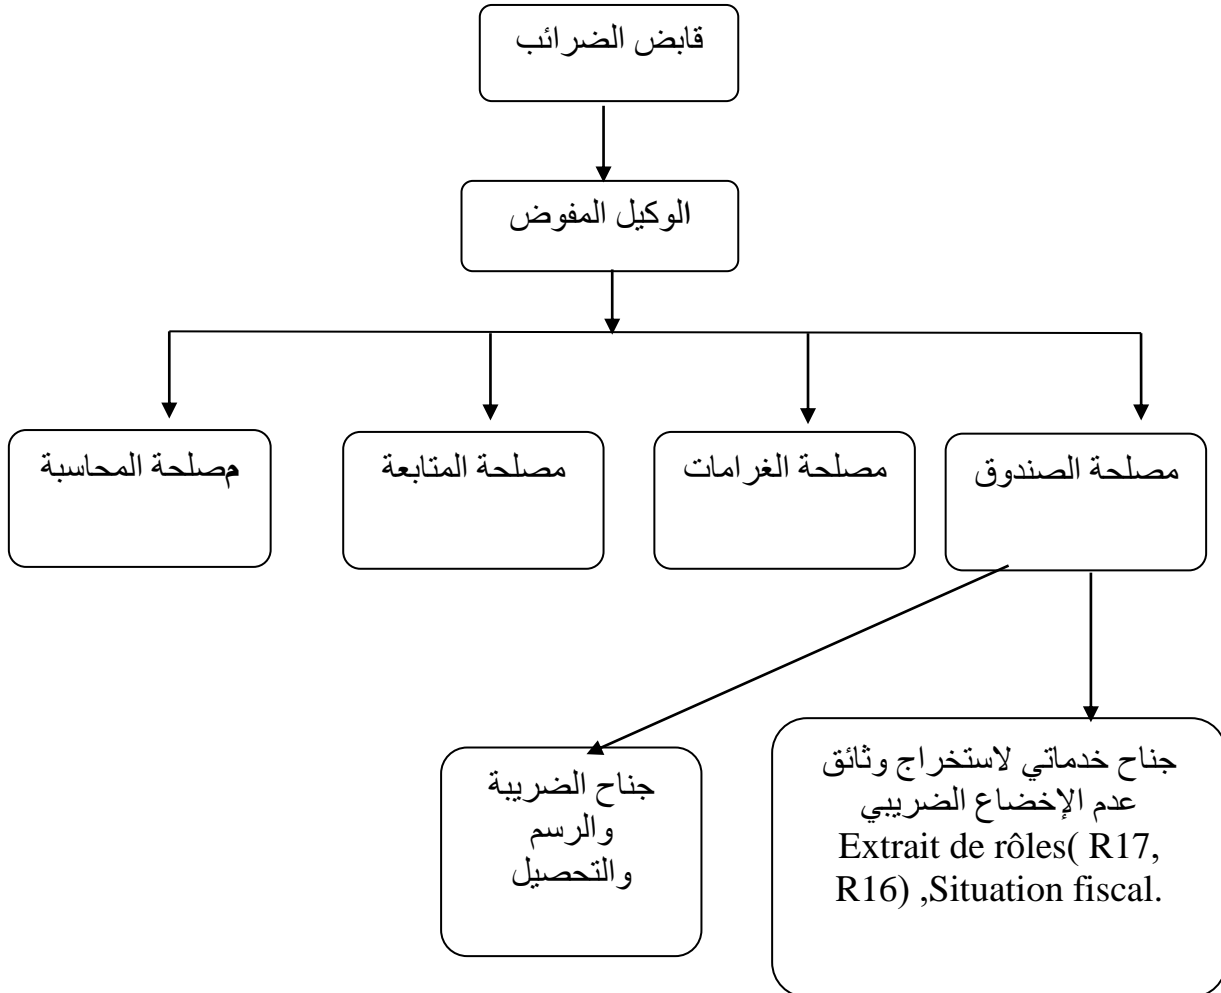 قابض الضرائب
الوكيل المفوض
مصلحة الصندوق
مصلحة الغرامات
مصلحة المتابعة
مصلحة المحاسبة
جناح خدماتي لاستخراج وثائق
عدم الإخضاع الضريبي
Extrait de rôles( R17,
R16) ,Situation fiscal.
جناح الضريبة
والرسم
والتحصيل